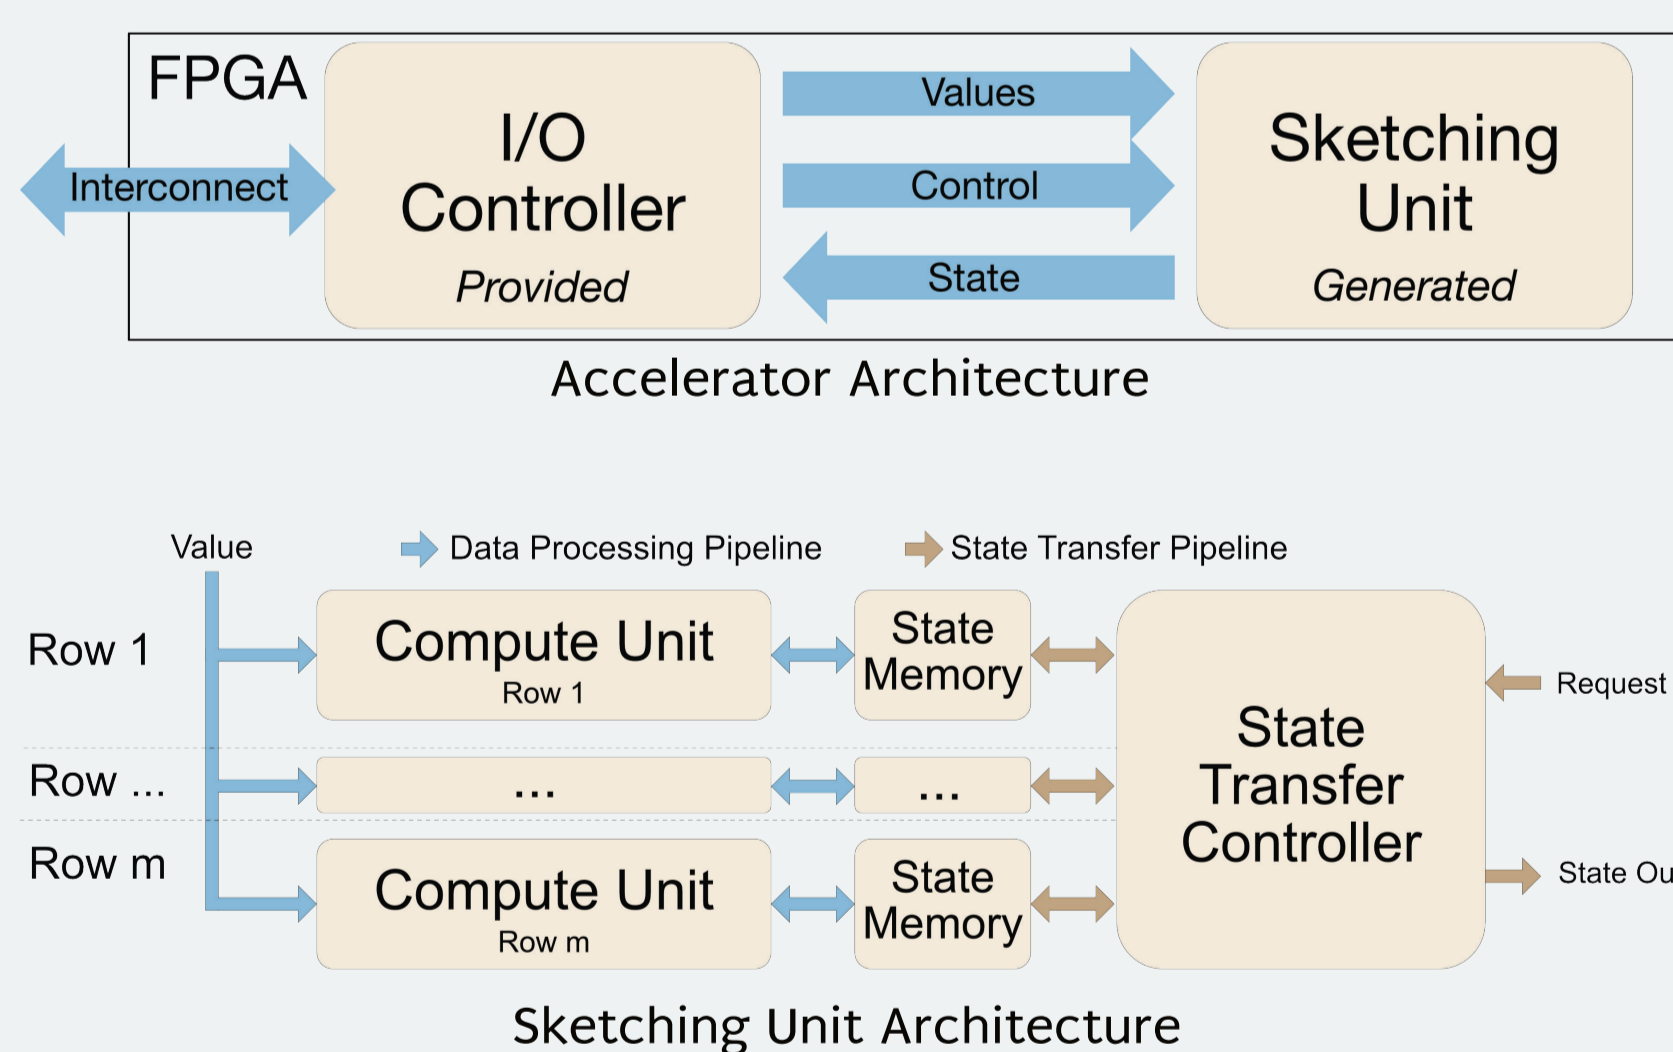 FPGA
Interconnect
I/O
Controller
Provided
Values
Control
State
Sketching
Unit
Generated
Accelerator Architecture
Value
Data Processing Pipeline
State Transfer Pipeline
Row 1
Compute Unit
Row 1
State
Memory
Row ...
...
...
Row m
Compute Unit
Row m
State
Memory
State
Transfer
Controller
Request
State
Sketching Unit Architecture